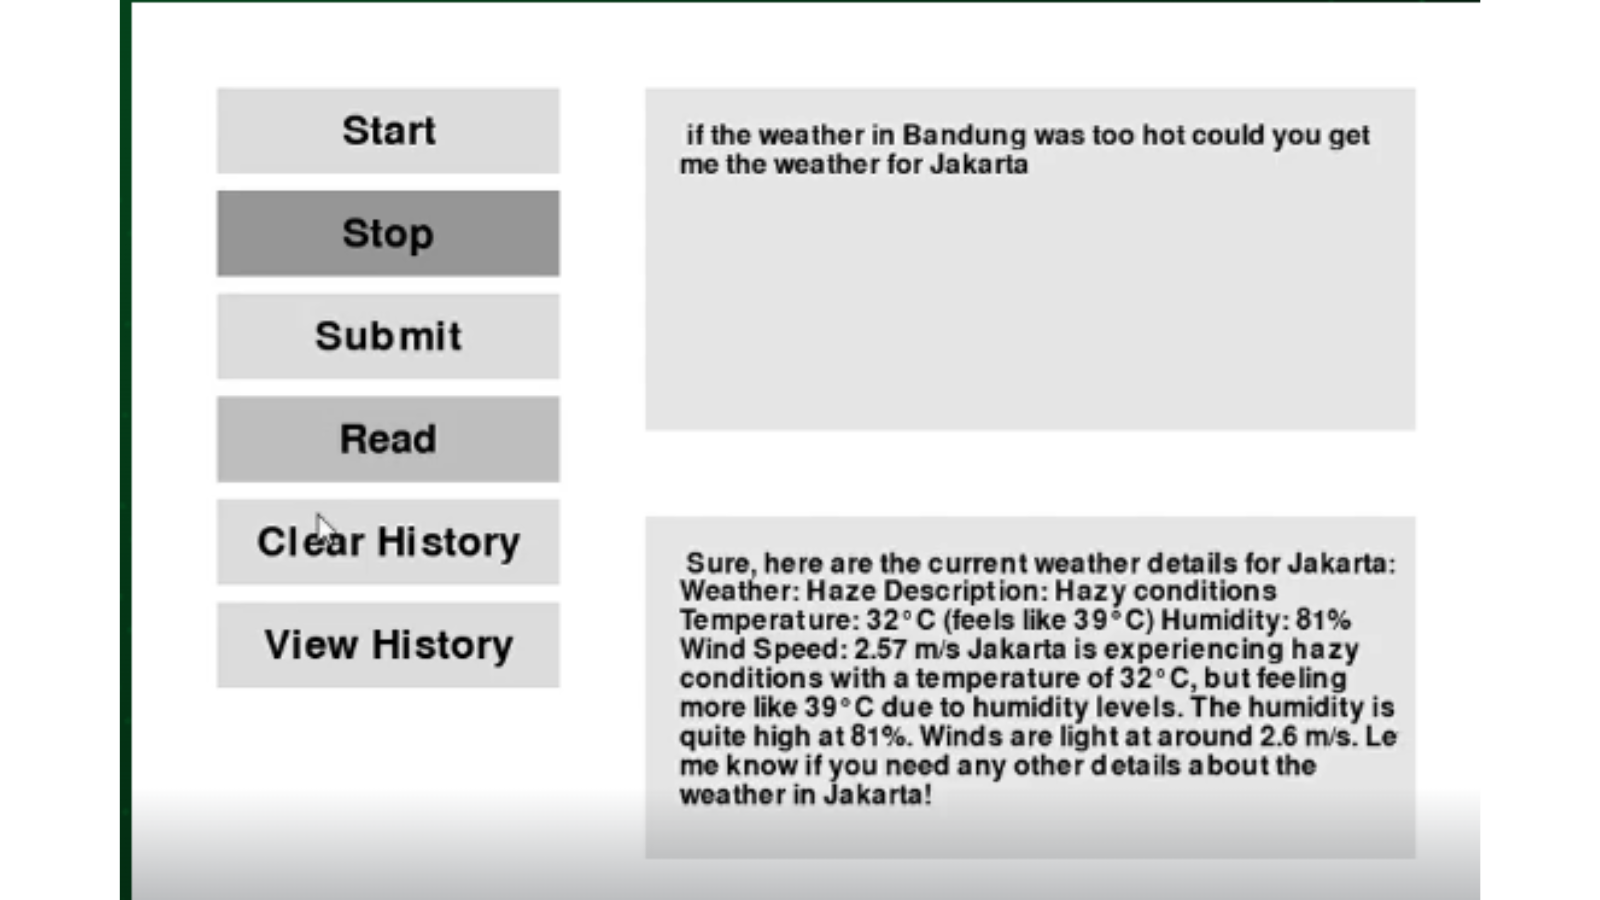 Start
Stop
Submit
Read
Clear History
View History
if the weather in Bandung was too hot could you get
me the weather for Jakarta
Sure, here are the current weather details for Jakarta:
Weather: Haze Description: Hazy conditions
Temperature: 32°C (feels like 39°C) Humidity: 81%
Wind Speed: 2.57 m/s Jakarta is experiencing hazy
conditions with a temperature of 32°C, but feeling
more like 39°C due to humidity levels. The humidity is
quite high at 81%. Winds are light at around 2.6 m/s. Le
me know if you need any other details about the
weather in Jakarta!